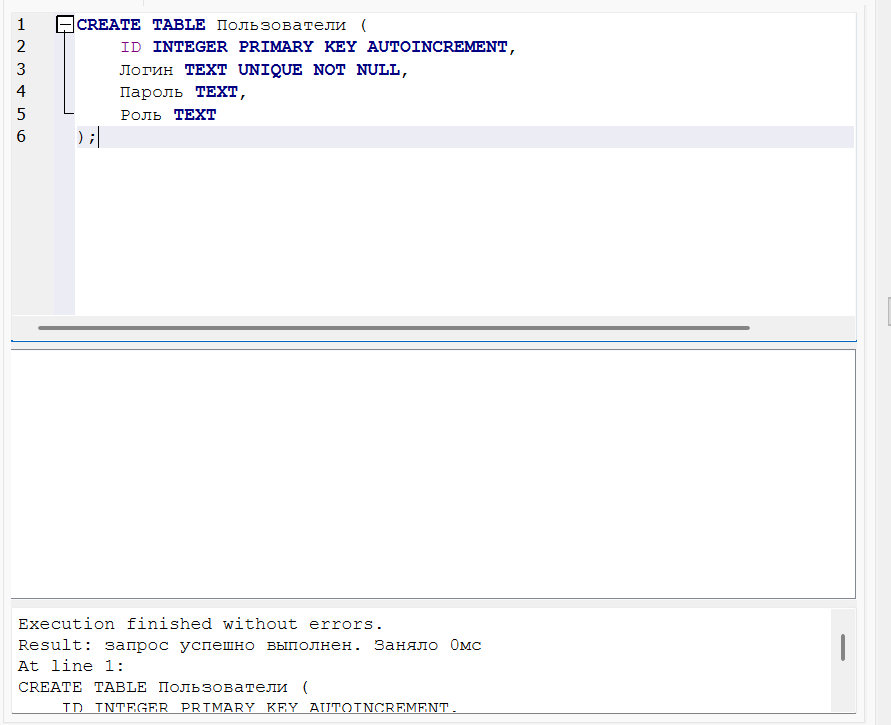 1 CREATE TABLE Пользователи (
2 ID INTEGER PRIMARY KEY AUTOINCREMENT,
3 Логин TEXT UNIQUE NOT NULL,
4 Пароль TEXT,
5 Роль TEXT
6 );
Execution finished without errors.
Result: запрос успешно выполнен. Заняло 0мс
At line 1:
CREATE TABLE Пользователи (
ID INTEGER PRIMARY KEY AUTOINCREMENT,